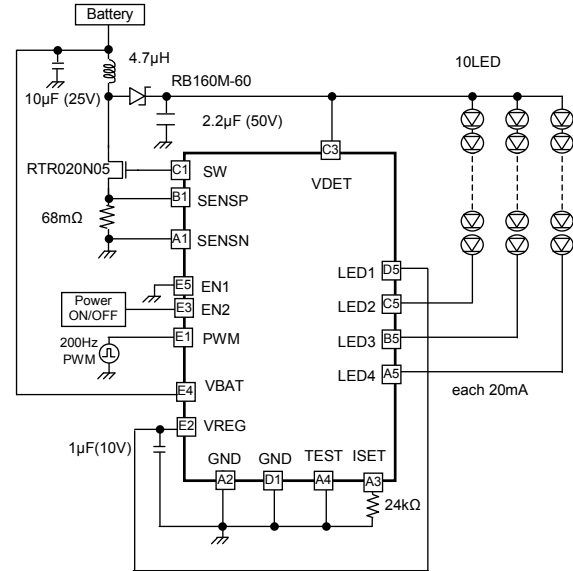 Battery
4.7µH
RB160M-60
10LED
10µF (25V)
2.2µF (50V)
C3
VDET
RTR020N05
C1 SW
B1 SENSP
68mΩ
A1 SENSN
D5
LED1
E5 EN1
C5
LED2
Power
ON/OFF
E3 EN2
B5
LED3
200Hz
PWM
E1 PWM
A5
LED4
each 20mA
E4 VBAT
E2 VREG
1µF(10V)
GND GND TEST ISET
A2 D1 A4 A3
24kΩ